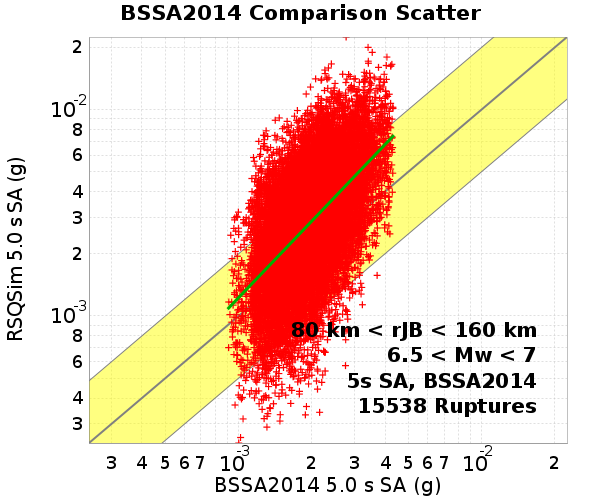 BSSA2014 Comparison Scatter
RSQSim 5.0 s SA (g)
2
10-2
8
6
4
3
2
10-3
8
6
4
3
80 km < rJB < 160 km
6.5 < Mw < 7
5s SA, BSSA2014
15538 Ruptures
3 4 5 6 7 10-3 2 3 4 5 6 7 10-2 2
BSSA2014 5.0 s SA (g)